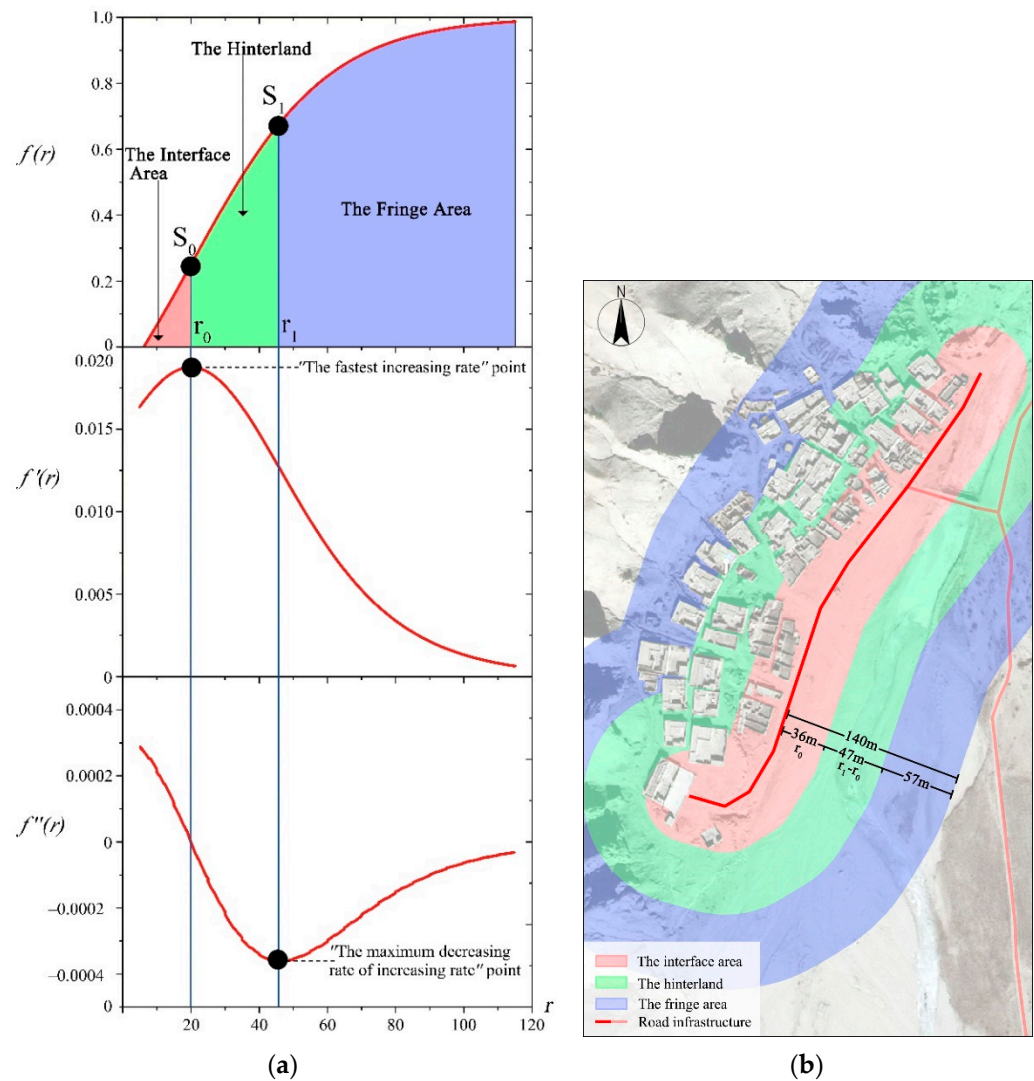 1.0
The Hinterland
0.8
S1
The Interface
Area
f(r)
0.6
0.4
The Fringe Area
S0
0.2
r0
r1
0
0.020
"The fastest increasing rate" point
0.015
f'(r)
0.010
0.005
0
0.0004
0.0002
f''(r)
0
−0.0002
"The maximum decreasing
rate of increasing rate" point
−0.0004
0
r
0 20 40 60 80 100 120
(a)
N
140m
36m
r0
47m
r1-r0
57m
The interface area
The hinterland
The fringe area
Road infrastructure
(b)